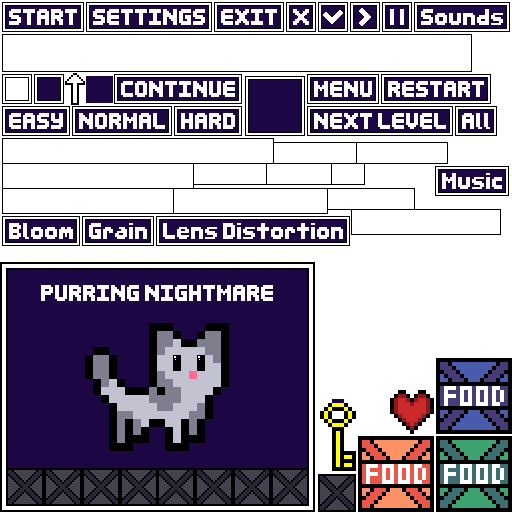 START SETTINGS EXIT Sounds
CONTINUE MENU RESTART
EASY NORMAL HARD NEXT LEVEL All
Music
Bloom Grain Lens Distortion
PURRING NIGHTMARE
FOOD
FOOD FOOD